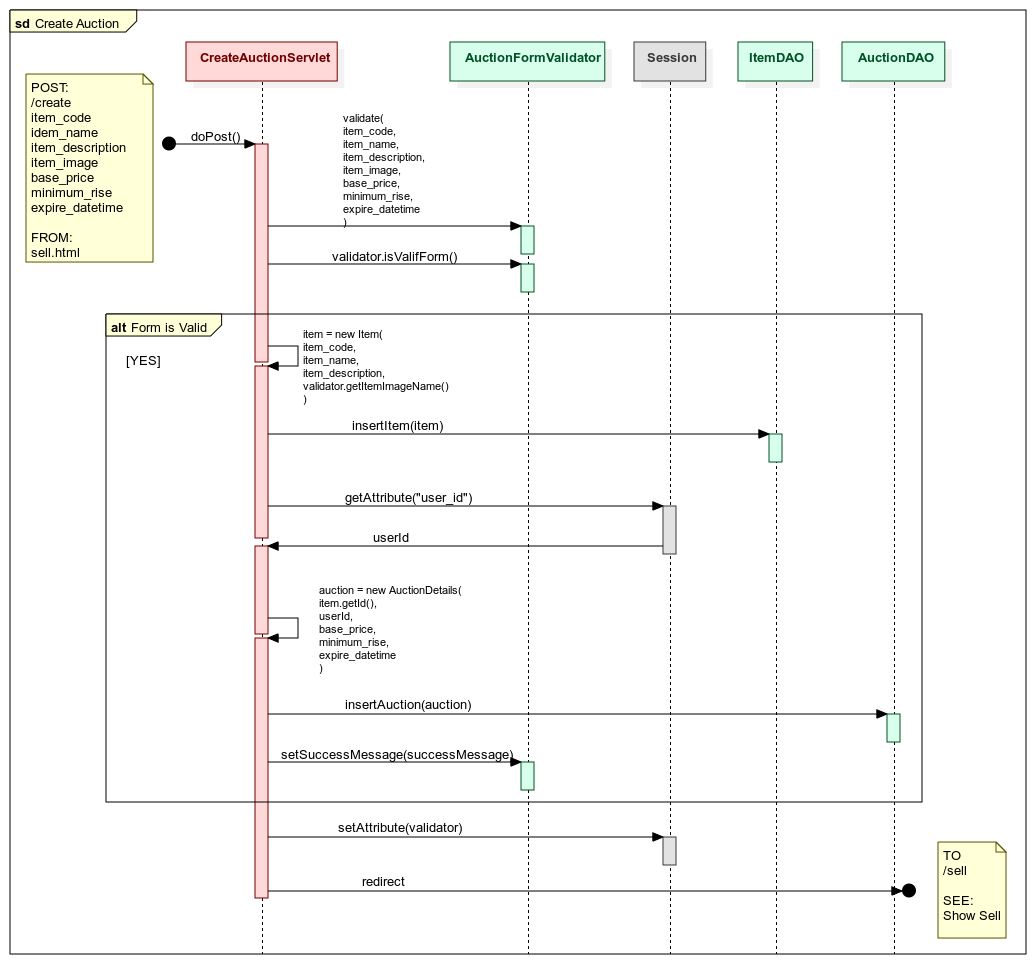 sd Create Auction
CreateAuctionServlet
AuctionFormValidator
Session
ItemDAO
AuctionDAO
POST:
/create
item_code
idem_name
item_description
item_image
base_price
minimum_rise
expire_datetime
FROM:
sell.html
doPost()
validate(
item_code,
item_name,
item_description,
item_image,
base_price,
minimum_rise,
expire_datetime
)
validator.isValifForm()
alt Form is Valid
[YES]
item = new Item(
item_code,
item_name,
item_description,
validator.getItemImageName()
)
insertItem(item)
getAttribute("user_id")
userId
auction = new AuctionDetails(
item.getId(),
userId,
base_price,
minimum_rise,
expire_datetime
)
insertAuction(auction)
setSuccessMessage(successMessage)
setAttribute(validator)
redirect
TO
/sell
SEE:
Show Sell